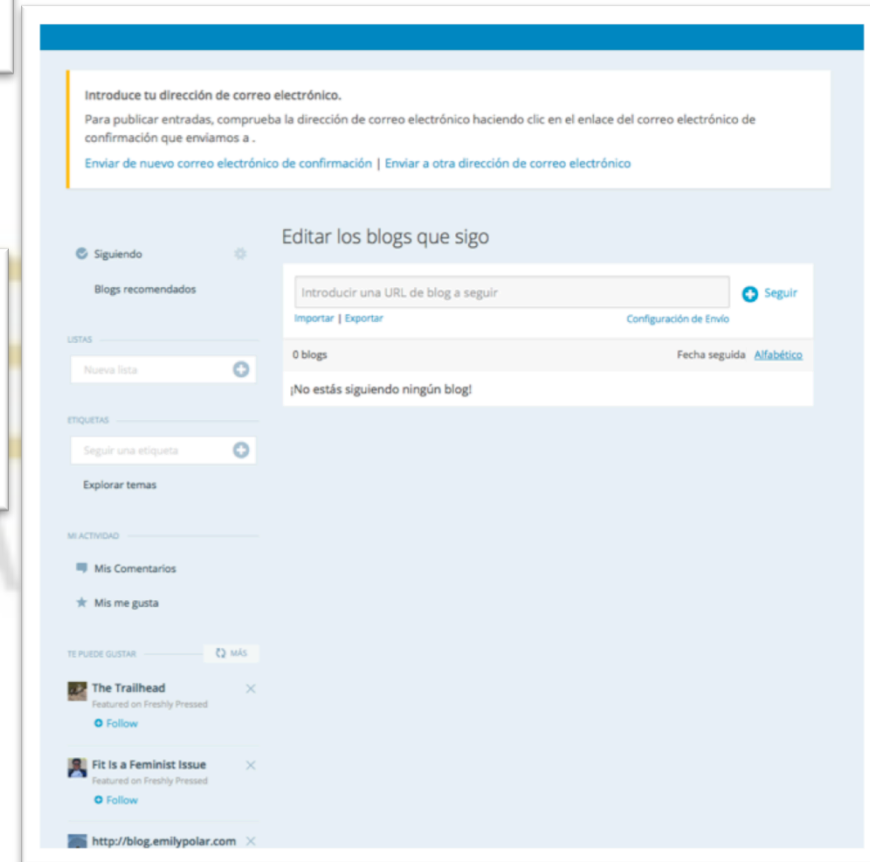 Introduce tu dirección de correo electrónico.
Para publicar entradas, comprueba la dirección de correo electrónico haciendo clic en el enlace del correo electrónico de
confirmación que enviamos a .
Enviar de nuevo correo electrónico de confirmación | Enviar a otra dirección de correo electrónico
Siguiendo
Blogs recomendados
LISTAS
Nueva lista
ETIQUETAS
Seguir una etiqueta
Explorar temas
MI ACTIVIDAD
Mis Comentarios
Mis me gusta
TE PUEDE GUSTAR
MÁS
The Trailhead
Featured on Freshly Pressed
Follow
Fit Is a Feminist Issue
Featured on Freshly Pressed
Follow
http://blog.emilypolar.com
Editar los blogs que sigo
Introducir una URL de blog a seguir
Seguir
Importar | Exportar
Configuración de Envío
0 blogs
Fecha seguida Alfabético
¡No estás siguiendo ningún blog!